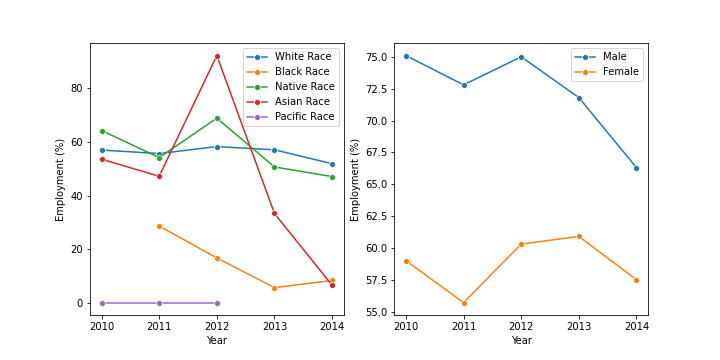 White Race
Black Race
Native Race
Asian Race
Pacific Race
80
60
40
20
0
Employment (%)
2010 2011 2012 2013 2014
Year
Male
Female
75.0
72.5
70.0
67.5
65.0
62.5
60.0
57.5
55.0
Employment (%)
2010 2011 2012 2013 2014
Year